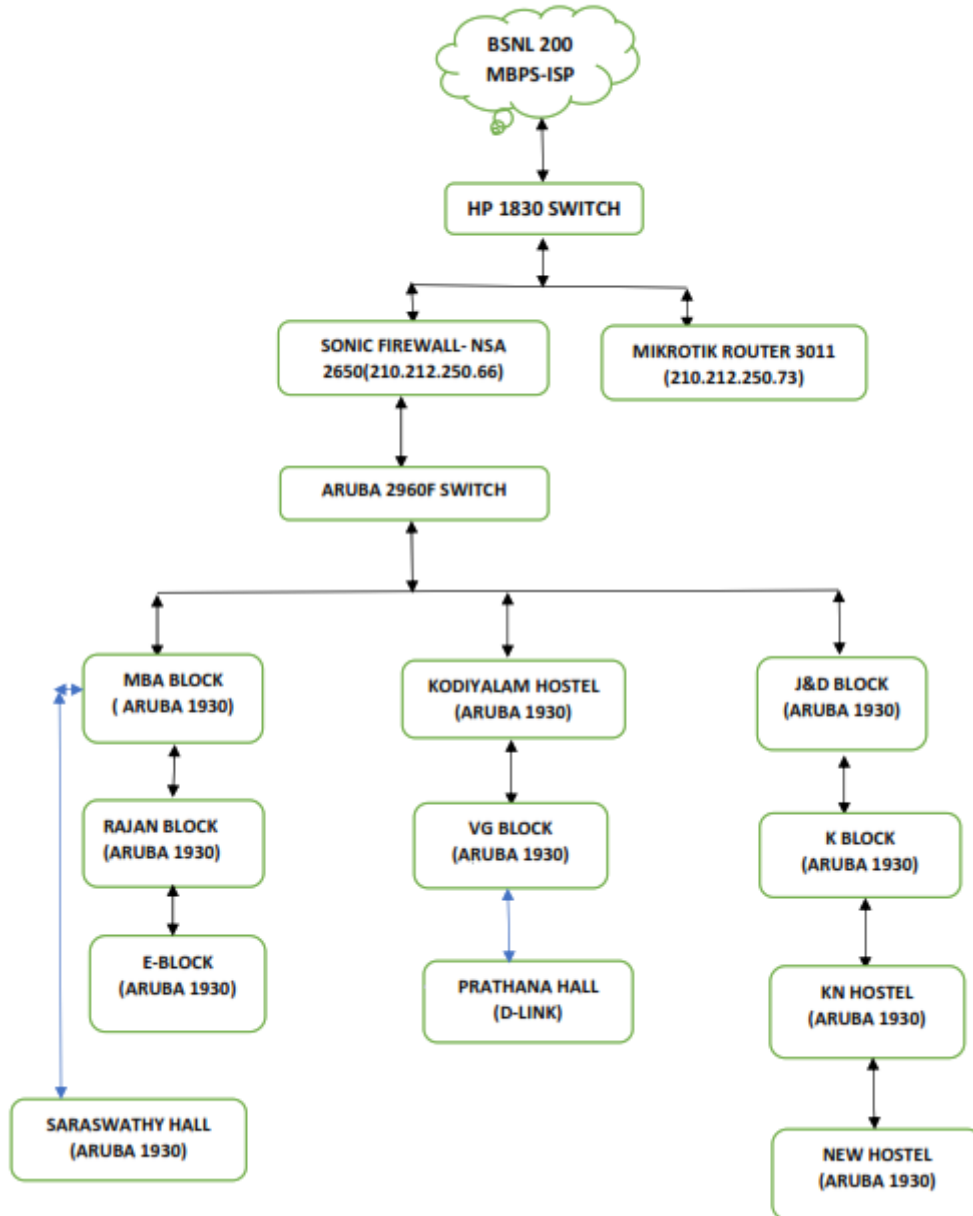 BSNL 200
MBPS-ISP
HP 1830 SWITCH
SONIC FIREWALL- NSA
2650(210.212.250.66)
MIKROTIK ROUTER 3011
(210.212.250.73)
ARUBA 2960F SWITCH
MBA BLOCK
( ARUBA 1930)
KODIYALAM HOSTEL
(ARUBA 1930)
J&D BLOCK
(ARUBA 1930)
RAJAN BLOCK
(ARUBA 1930)
VG BLOCK
(ARUBA 1930)
K BLOCK
(ARUBA 1930)
E-BLOCK
(ARUBA 1930)
PRATHANA HALL
(D-LINK)
KN HOSTEL
(ARUBA 1930)
SARASWATHY HALL
(ARUBA 1930)
NEW HOSTEL
(ARUBA 1930)